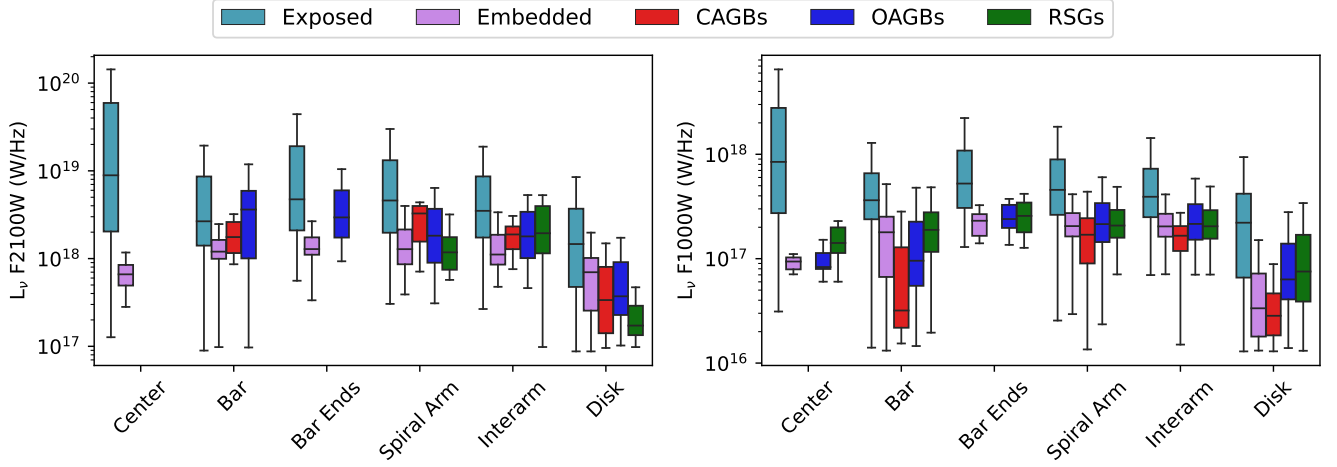 Exposed Embedded CAGBs OAGBs RSGs
L_ν F2100W (W/Hz)
10^20
10^19
10^18
10^17
Center Bar Bar Ends Spiral Arm Interarm Disk
L_ν F1000W (W/Hz)
10^18
10^17
10^16
Center Bar Bar Ends Spiral Arm Interarm Disk